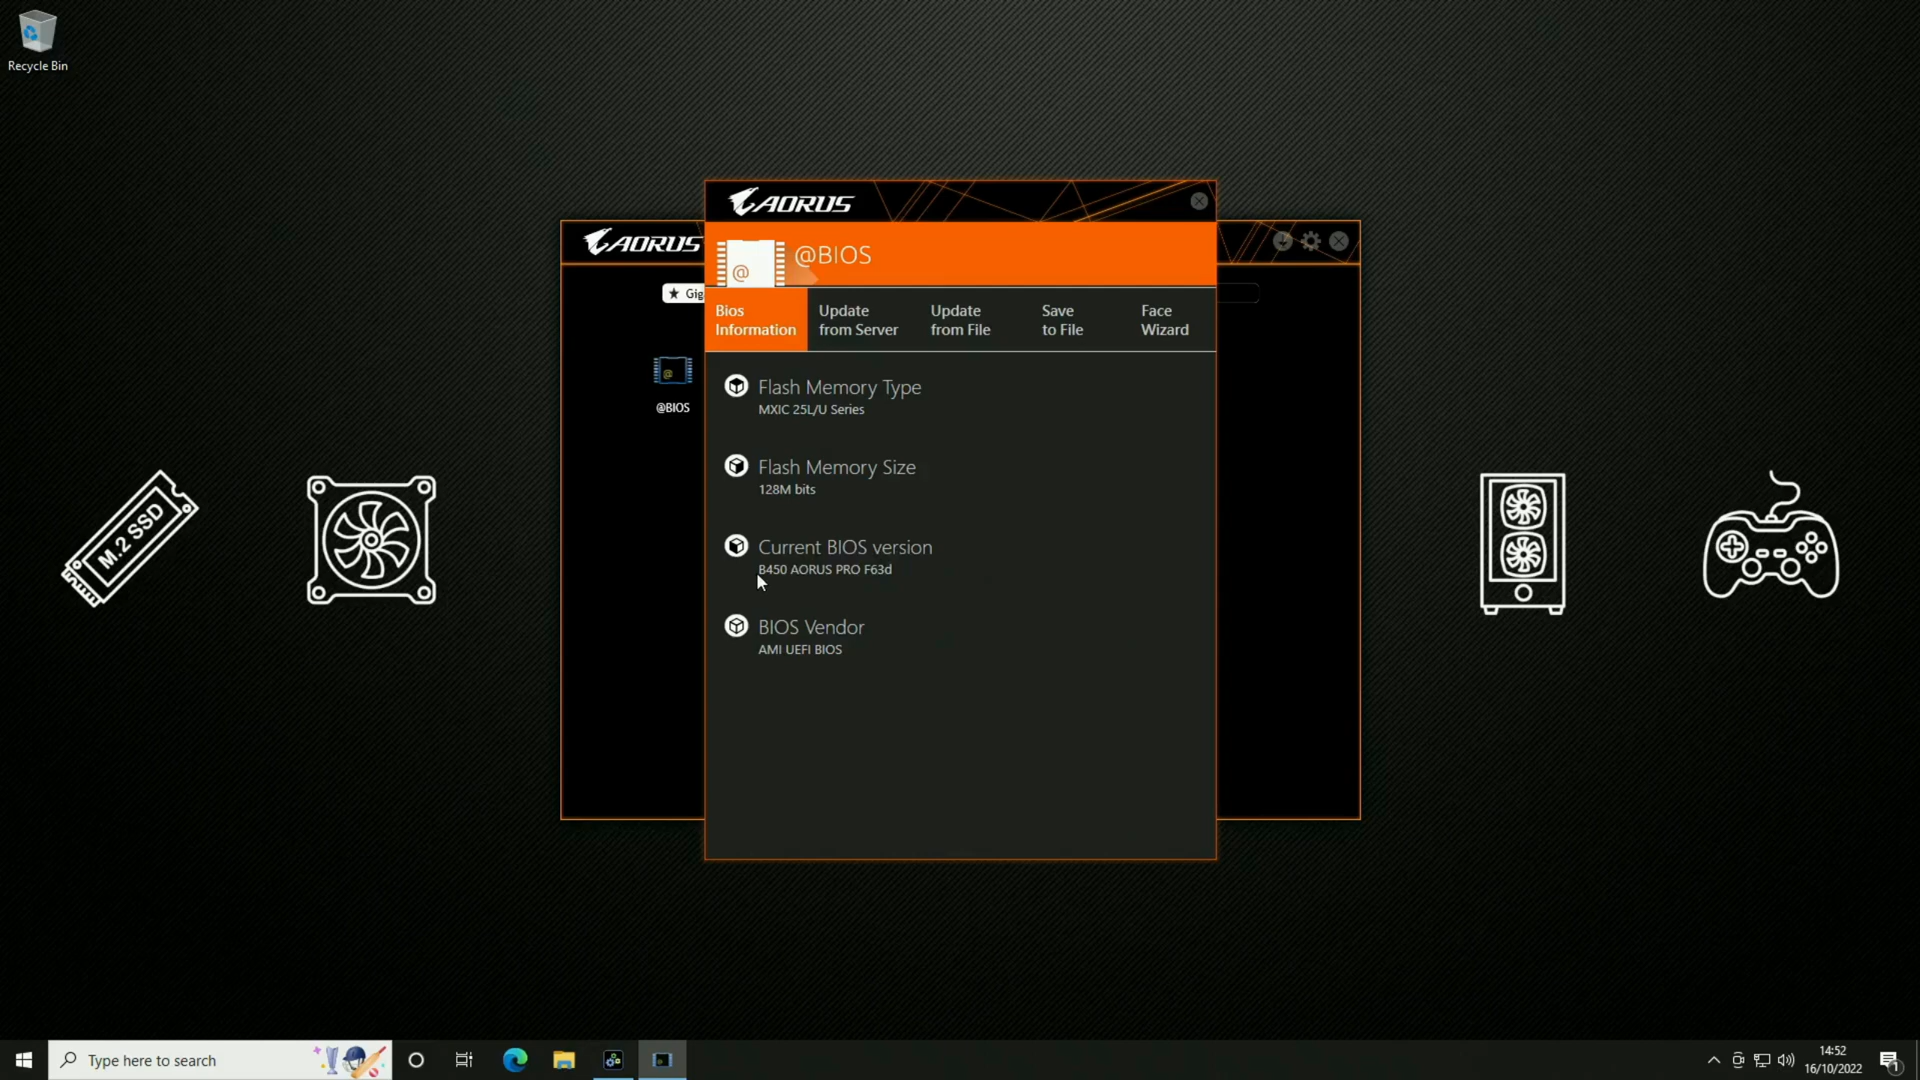 Recycle Bin
AORUS
AORUS
@
@BIOS
★ Gig
Bios
Information
Update
from Server
Update
from File
Save
to File
Face
Wizard
@
@BIOS
Flash Memory Type
MXIC 25L/U Series
Flash Memory Size
128M bits
Current BIOS version
B450 AORUS PRO F63d
BIOS Vendor
AMI UEFI BIOS
M.2 SSD
Type here to search
14:52
16/10/2022
1